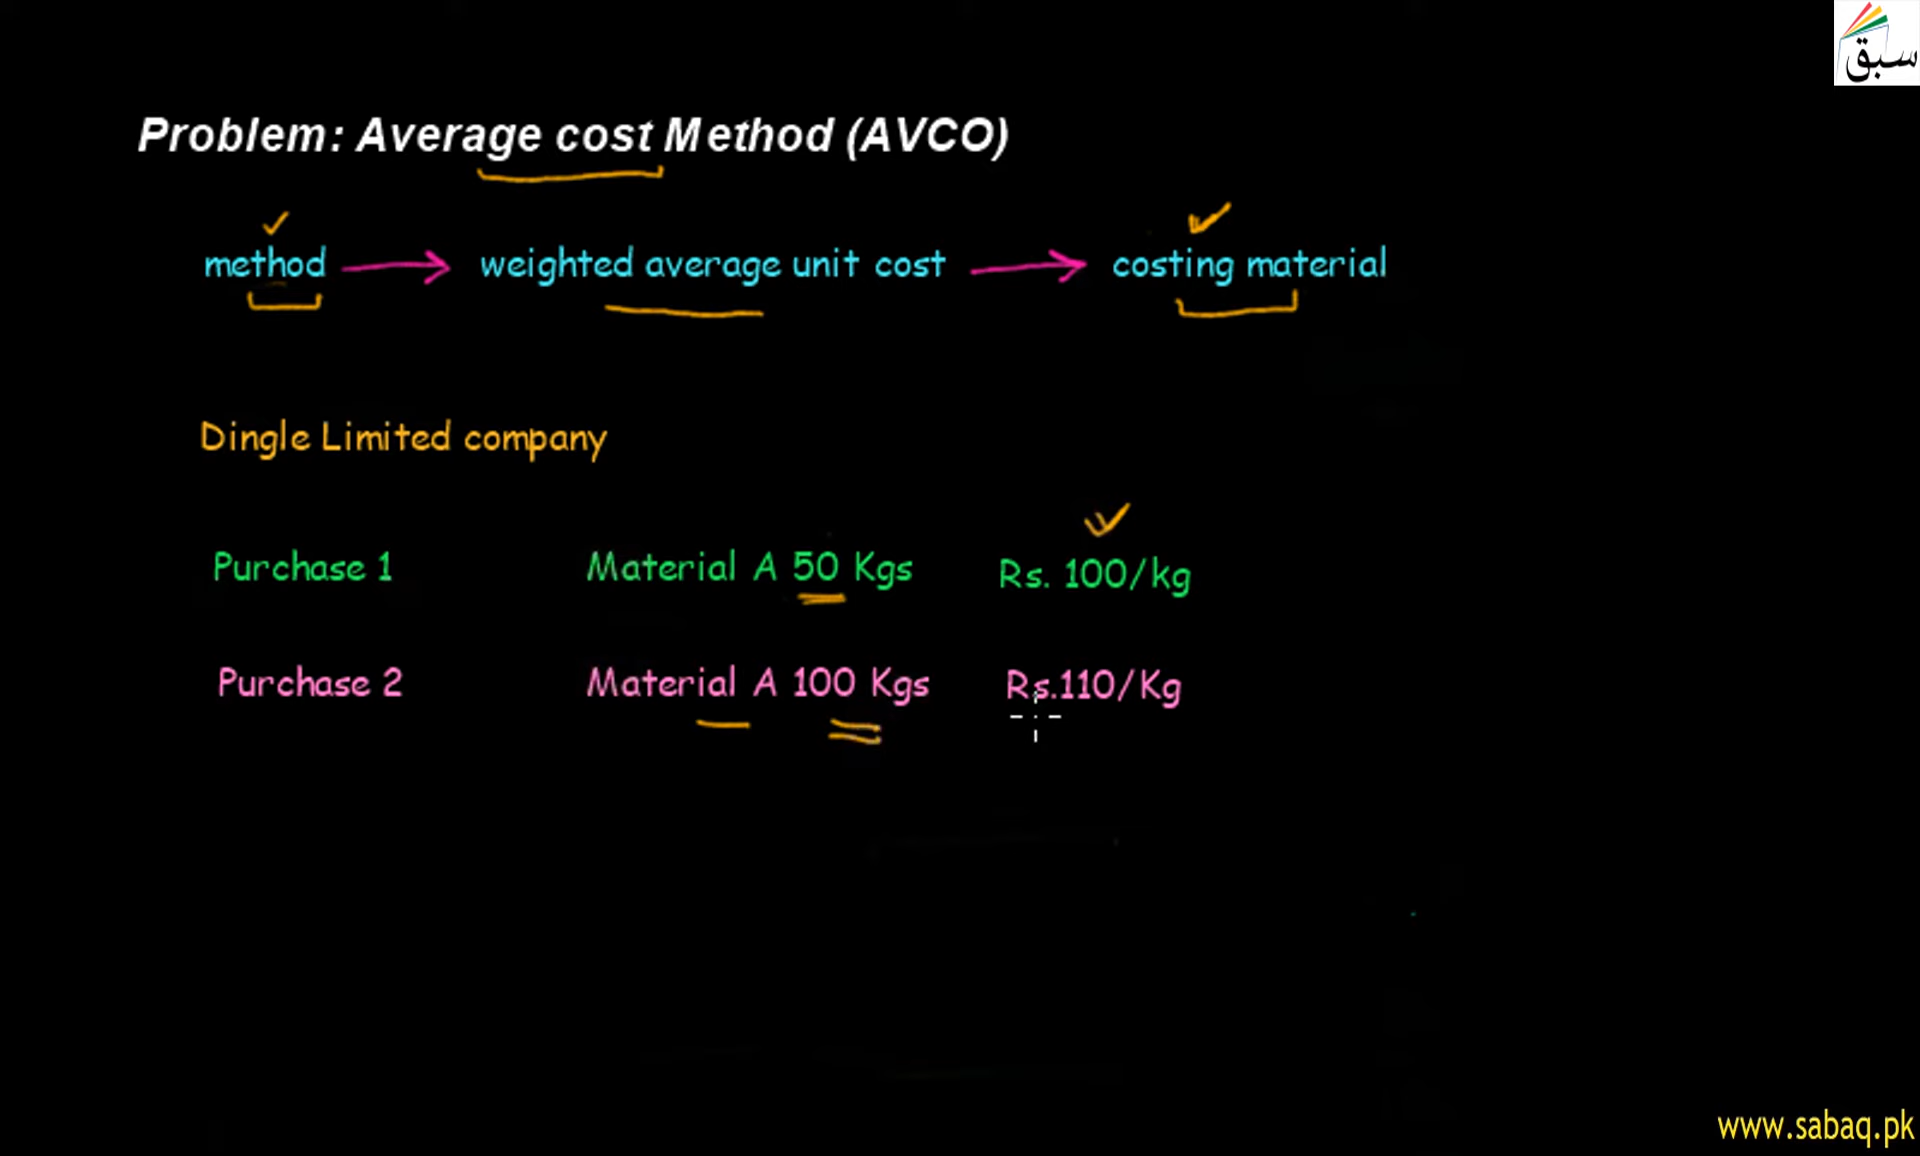 سبق
Problem: Average cost Method (AVCO)
method weighted average unit cost costing material
Dingle Limited company
Purchase 1 Material A 50 Kgs Rs. 100/kg
Purchase 2 Material A 100 Kgs Rs.110/Kg
www.sabaq.pk